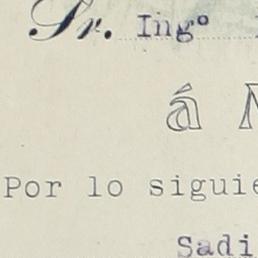 Sr. Ingº
á
Por lo siguie
Sadi